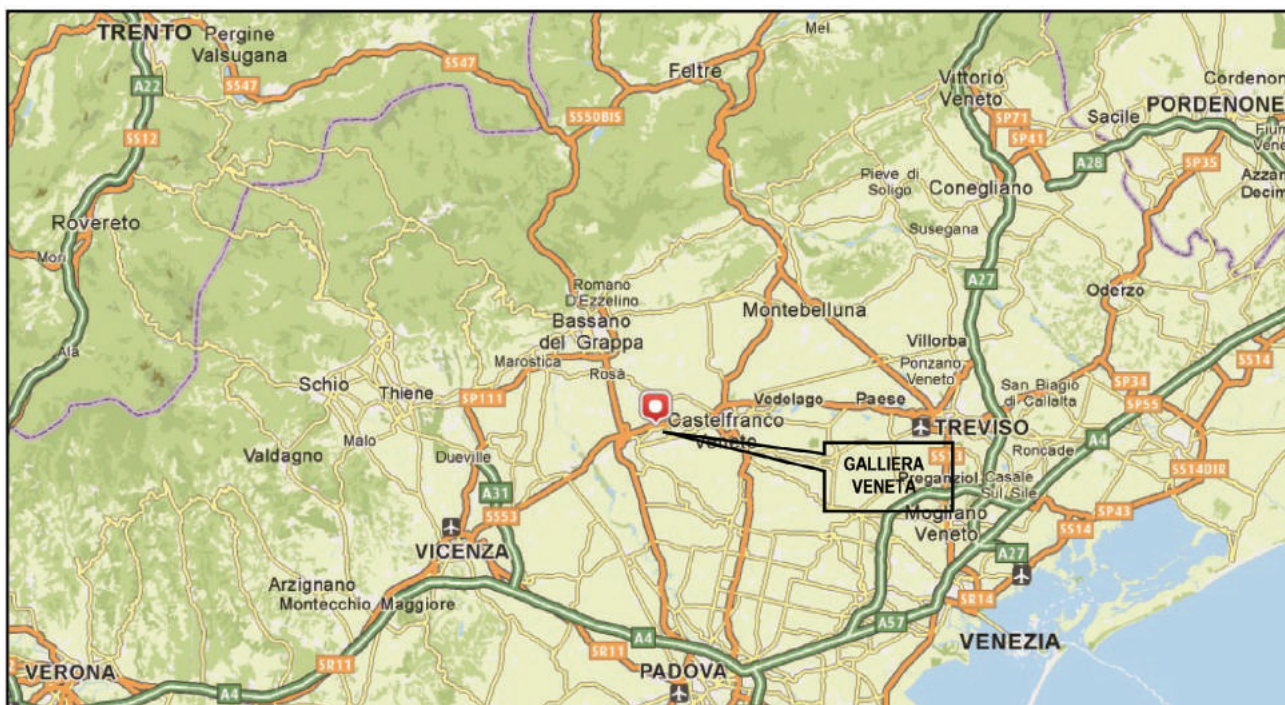 TRENTO
Pergine
Valsugana
Mel
SS47
Feltre
Vittorio
Veneto
Cordenon
A22
SS47
PORDENONE
SS50BIS
SP71
Sacile
SS12
SP41
A28
SP35
Pieve di
Soligo
Conegliano
Azzan
Decim
Rovereto
Susegana
Mori
A27
Romano
D'Ezzelino
Oderzo
Bassano
del Grappa
Montebelluna
Ala
Marostica
Villorba
SS14
Rosà
Ponzano
Veneto
Schio
Thiene
SP111
San Biagio
di Callalta
SP34
Vedelago
Paese
SP55
Castelfranco
Veneto
TREVISO
A4
Malo
Valdagno
Dueville
GALLIERA
VENETA
Roncade
SS14DIR
A31
Preganziol
Casale
Sul Sile
SS53
Mogliano
Veneto
SP43
SS14
VICENZA
A27
Arzignano
Montecchio Maggiore
SR14
A57
A4
VENEZIA
SR11
SR11
PADOVA
VERONA
A4